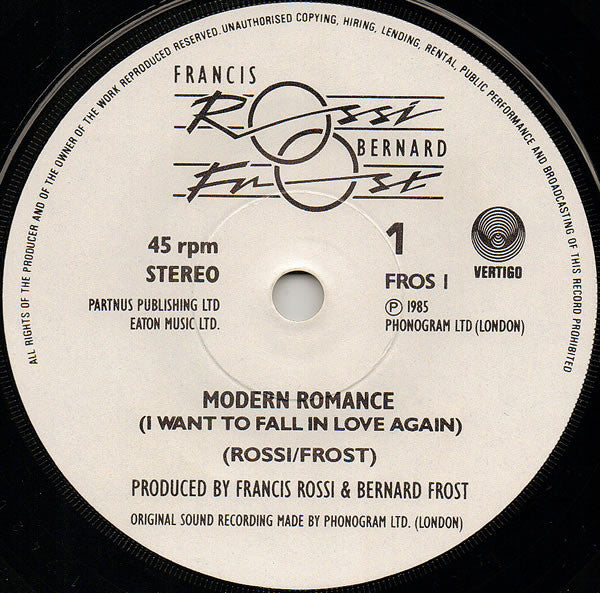 ALL RIGHTS OF THE PRODUCER AND OF THE OWNER OF THE WORK REPRODUCED RESERVED. UNAUTHORISED COPYING, HIRING, LENDING, RENTAL, PUBLIC PERFORMANCE AND BROADCASTING OF THIS RECORD PROHIBITED
FRANCIS
Rossi
BERNARD
Frost
45 rpm
STEREO
PARTNUS PUBLISHING LTD
EATON MUSIC LTD.
1
FROS 1
℗ 1985
PHONOGRAM LTD (LONDON)
VERTIGO
MODERN ROMANCE
(I WANT TO FALL IN LOVE AGAIN)
(ROSSI/FROST)
PRODUCED BY FRANCIS ROSSI & BERNARD FROST
ORIGINAL SOUND RECORDING MADE BY PHONOGRAM LTD. (LONDON)